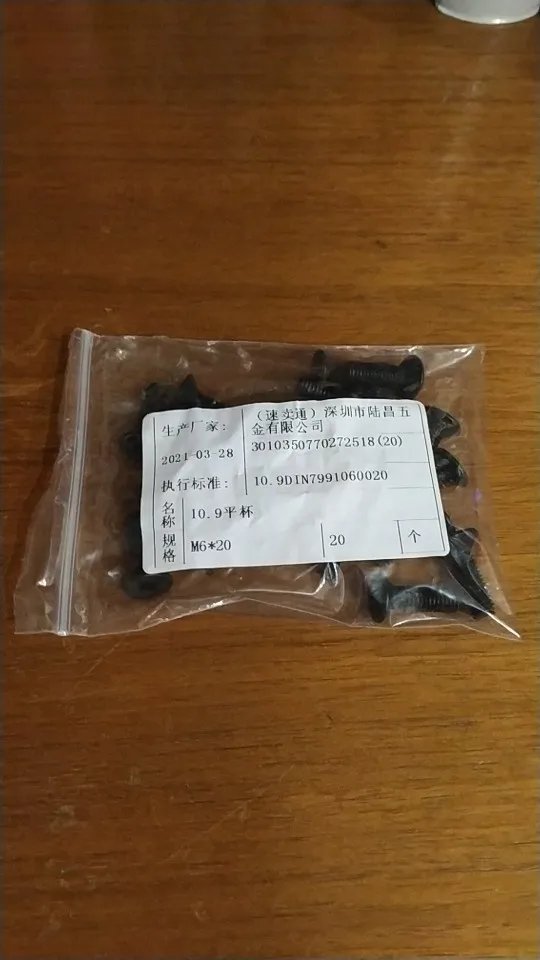 生产厂家:
(速卖通)深圳市陆昌五
金有限公司
2021-03-28
3010350770272518(20)
执行标准:
10.9DIN7991060020
名称
10.9平杯
规格
M6*20
20
个